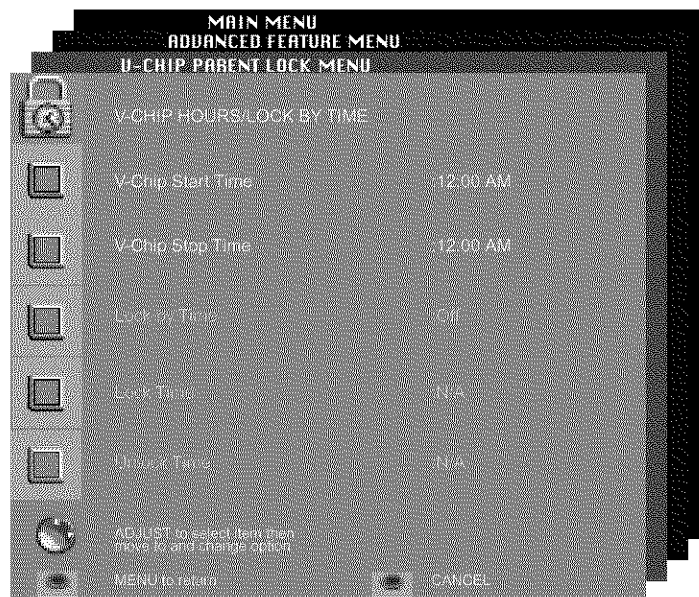 MAIN MENU
ADVANCED FEATURE MENU
V-CHIP PARENT LOCK MENU
V-CHIP HOURS/LOCK BY TIME
V-Chip Start Time :12:00 AM
V-Chip Stop Time :12:00 AM
Lock by Time :Off
Lock Time :N/A
Unlock Time :N/A
ADJUST to select item then
move to and change option
MENU to return CANCEL